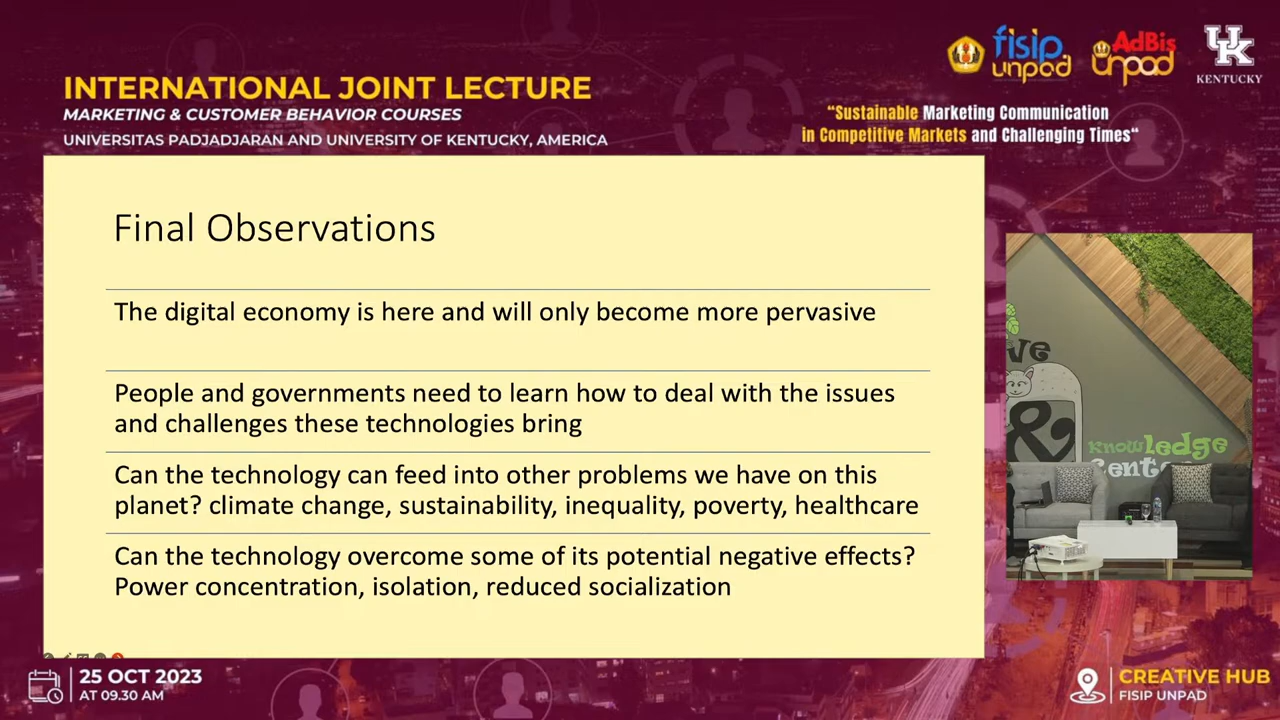 INTERNATIONAL JOINT LECTURE
MARKETING & CUSTOMER BEHAVIOR COURSES
UNIVERSITAS PADJADJARAN AND UNIVERSITY OF KENTUCKY, AMERICA
fisip
unpad
AdBis
unpad
UK
KENTUCKY
“Sustainable Marketing Communication
in Competitive Markets and Challenging Times“
Final Observations
The digital economy is here and will only become more pervasive
People and governments need to learn how to deal with the issues
and challenges these technologies bring
Can the technology can feed into other problems we have on this
planet? climate change, sustainability, inequality, poverty, healthcare
Can the technology overcome some of its potential negative effects?
Power concentration, isolation, reduced socialization
&
Knowledge
25 OCT 2023
AT 09.30 AM
CREATIVE HUB
FISIP UNPAD